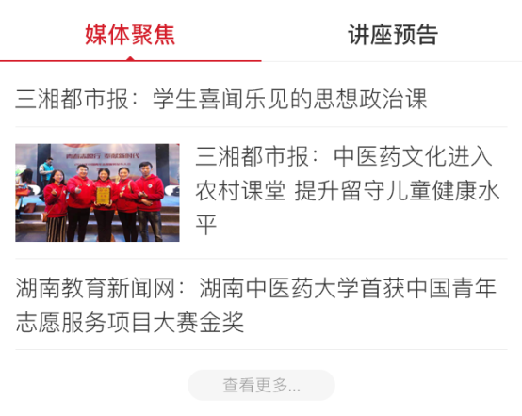 媒体聚焦 讲座预告
三湘都市报：学生喜闻乐见的思想政治课
三湘都市报：中医药文化进入
农村课堂 提升留守儿童健康水
平
湖南教育新闻网：湖南中医药大学首获中国青年
志愿服务项目大赛金奖
查看更多...